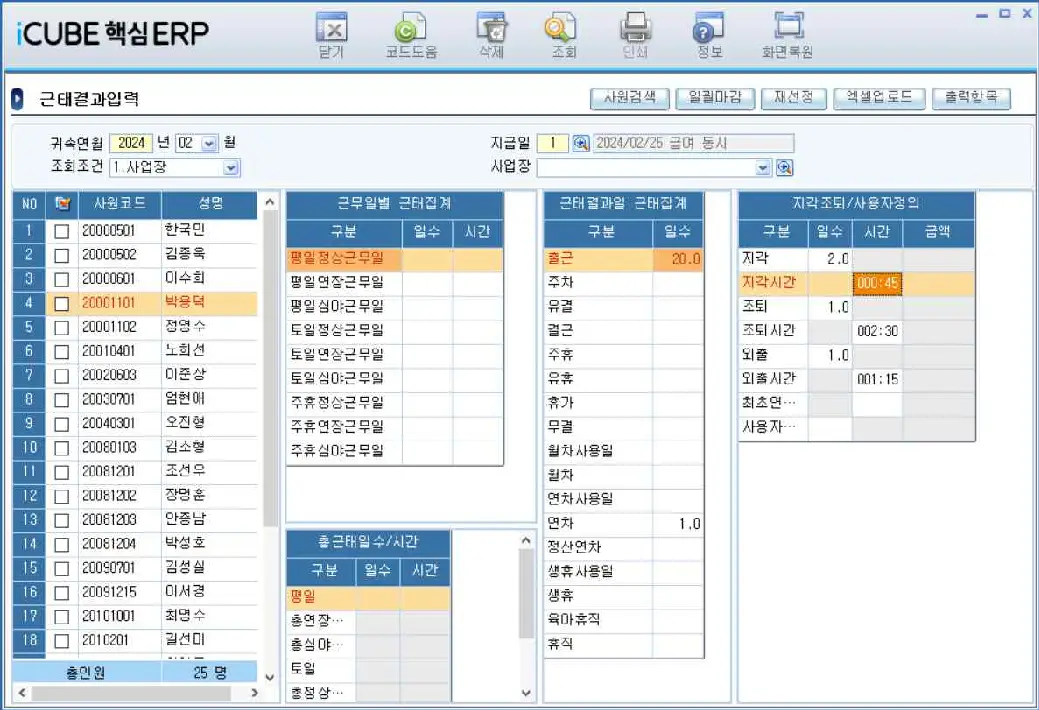 iCUBE 핵심ERP
닫기 코드도움 삭제 조회 인쇄 정보 화면복원
근태결과입력
사원검색 일괄마감 재선정 엑셀업로드 출력항목
귀속연월 2024 년 02 월 지급일 1 2024/02/25 급여 동시
조회조건 1.사업장 사업장
NO 사원코드 성명
1 20000501 한국민
2 20000502 김종욱
3 20000601 이수희
4 20001101 박용덕
5 20001102 정영수
6 20010401 노희선
7 20020603 이준상
8 20030701 엄현애
9 20040301 오진형
10 20080103 김소형
11 20081201 조선우
12 20081202 장명훈
13 20081203 안종남
14 20081204 박성호
15 20090701 김성실
16 20091215 이서경
17 20101001 최명수
18 2010201 길선미
총인원 25 명
근무일별 근태집계
구분 일수 시간
평일정상근무일
평일연장근무일
평일심야근무일
토일정상근무일
토일연장근무일
토일심야근무일
주휴정상근무일
주휴연장근무일
주휴심야근무일
총근태일수/시간
구분 일수 시간
평일
총연장…
총심야…
토일
총정상…
근태결과일 근태집계
구분 일수
출근 20.0
주차
유결
결근
주휴
유휴
휴가
무결
월차사용일
월차
연차사용일
연차 1.0
정산연차
생휴사용일
생휴
육아휴직
휴직
지각조퇴/사용자정의
구분 일수 시간 금액
지각 2.0
지각시간 000:45
조퇴 1.0
조퇴시간 002:30
외출 1.0
외출시간 001:15
최초연…
사용자…